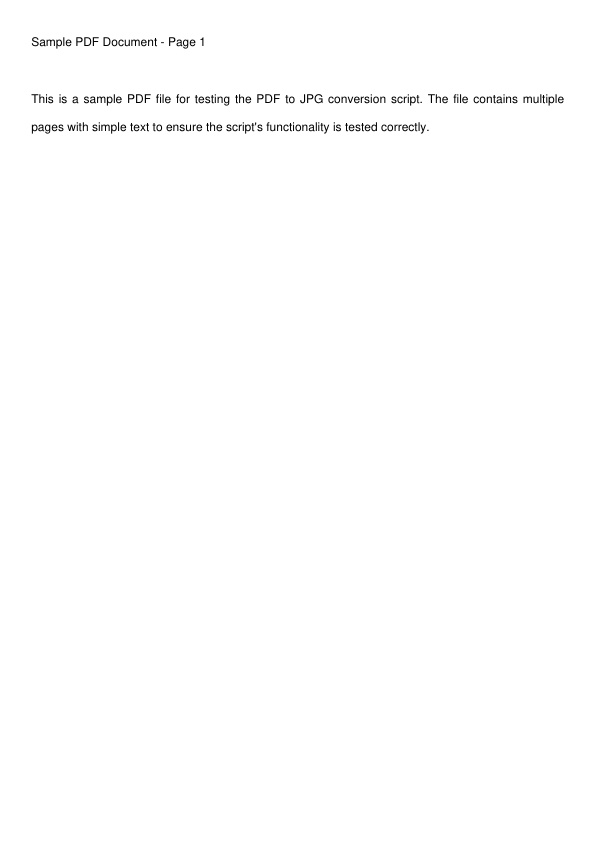 Sample PDF Document - Page 1
This is a sample PDF file for testing the PDF to JPG conversion script. The file contains multiple
pages with simple text to ensure the script's functionality is tested correctly.